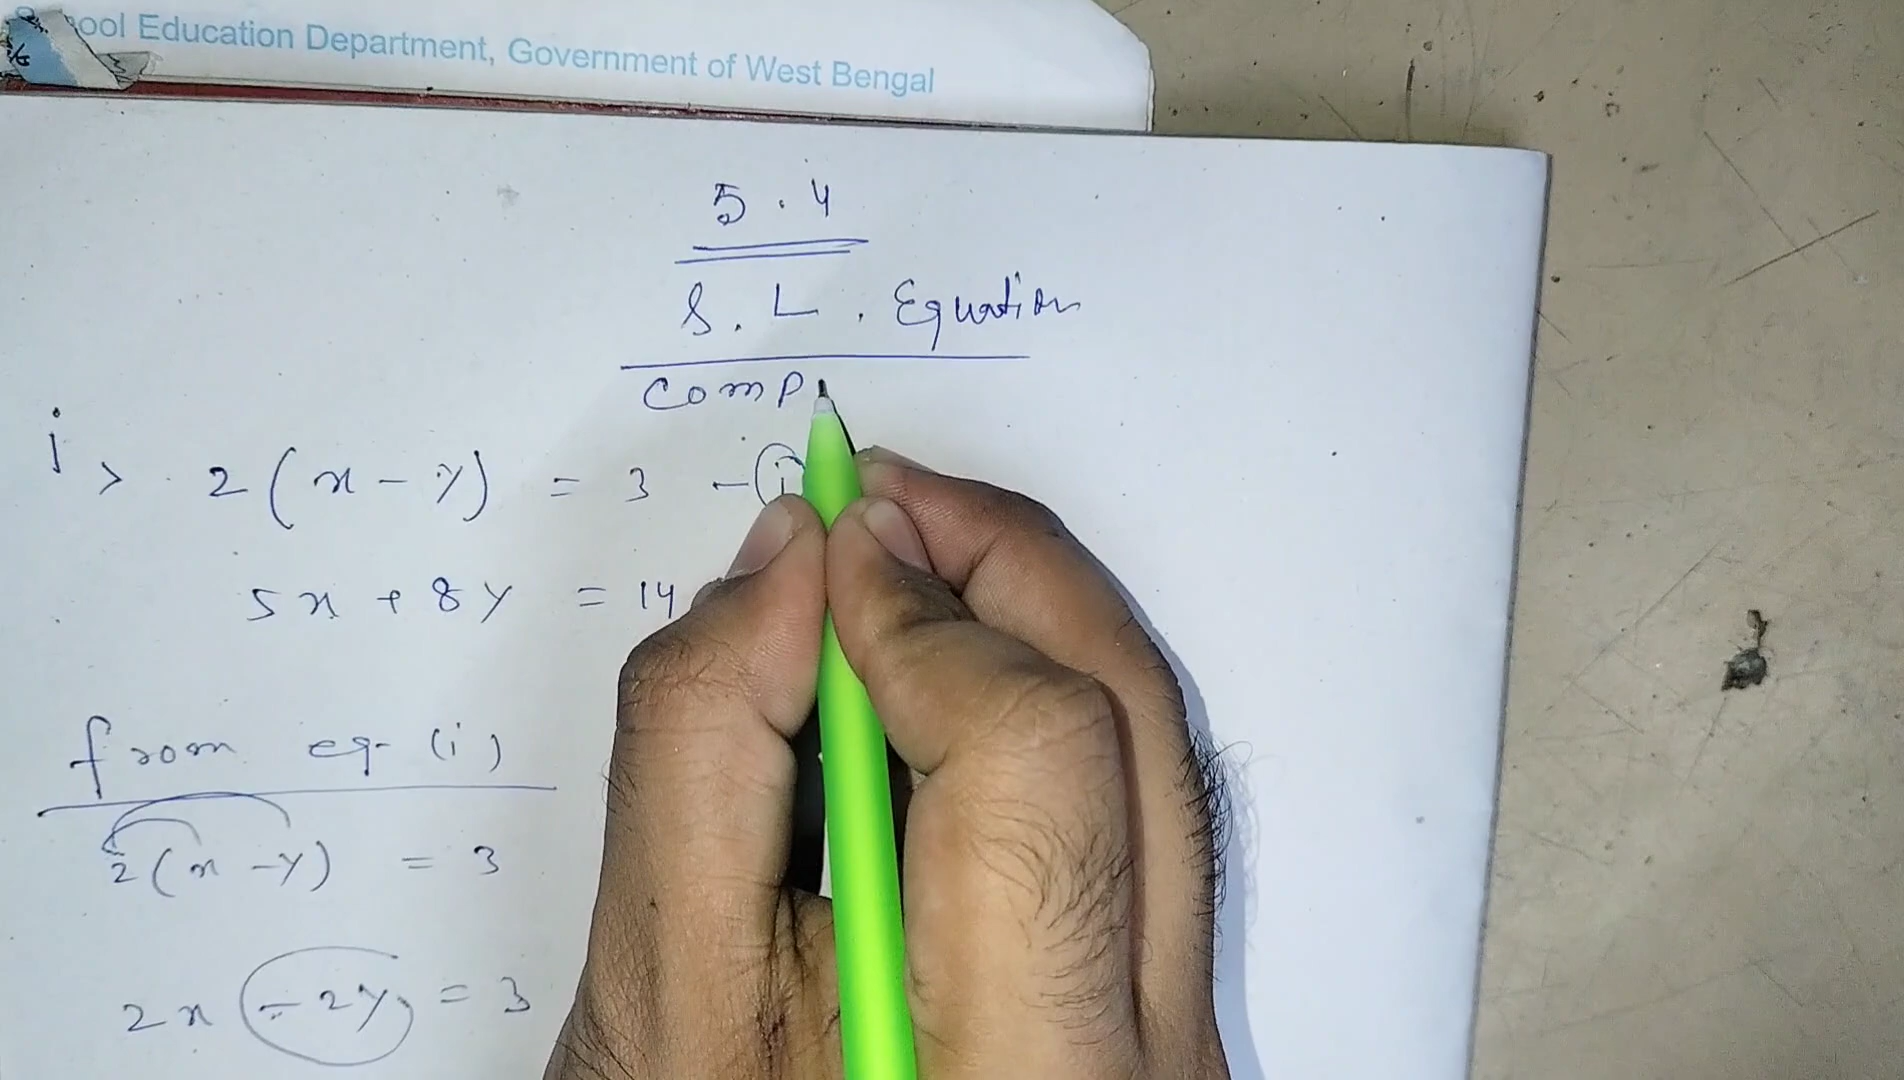 ool Education Department, Government of West Bengal
5.4
S. L. Equation
Comp
i> 2(x - y) = 3 - (i)
5x + 8y = 14
from eq (i)
2(x - y) = 3
2x - 2y = 3